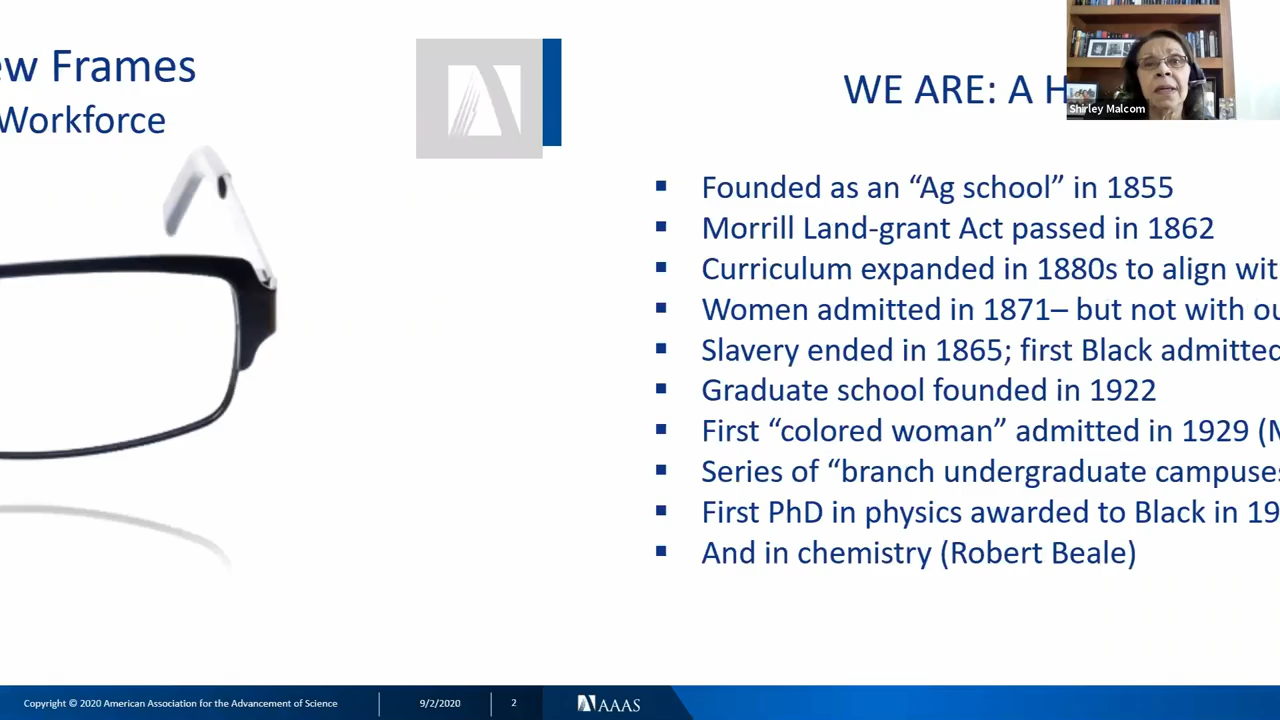 ew Frames
Workforce
WE ARE: A H
Shirley Malcom
Founded as an “Ag school” in 1855
Morrill Land-grant Act passed in 1862
Curriculum expanded in 1880s to align wit
Women admitted in 1871– but not with ou
Slavery ended in 1865; first Black admitted
Graduate school founded in 1922
First “colored woman” admitted in 1929 (M
Series of “branch undergraduate campuses
First PhD in physics awarded to Black in 19
And in chemistry (Robert Beale)
Copyright © 2020 American Association for the Advancement of Science
9/2/2020
2
AAAS